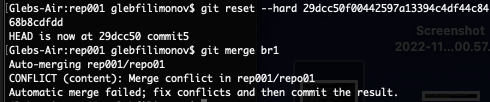 [Glebs-Air:rep001 glebfilimonov$ git reset --hard 29dcc50f00442597a13394c4df44c84
68b8cdfdd
HEAD is now at 29dcc50 commit5
[Glebs-Air:rep001 glebfilimonov$ git merge br1
Auto-merging rep001/repo01
CONFLICT (content): Merge conflict in rep001/repo01
Automatic merge failed; fix conflicts and then commit the result.
Screenshot
2022-11...00.57.